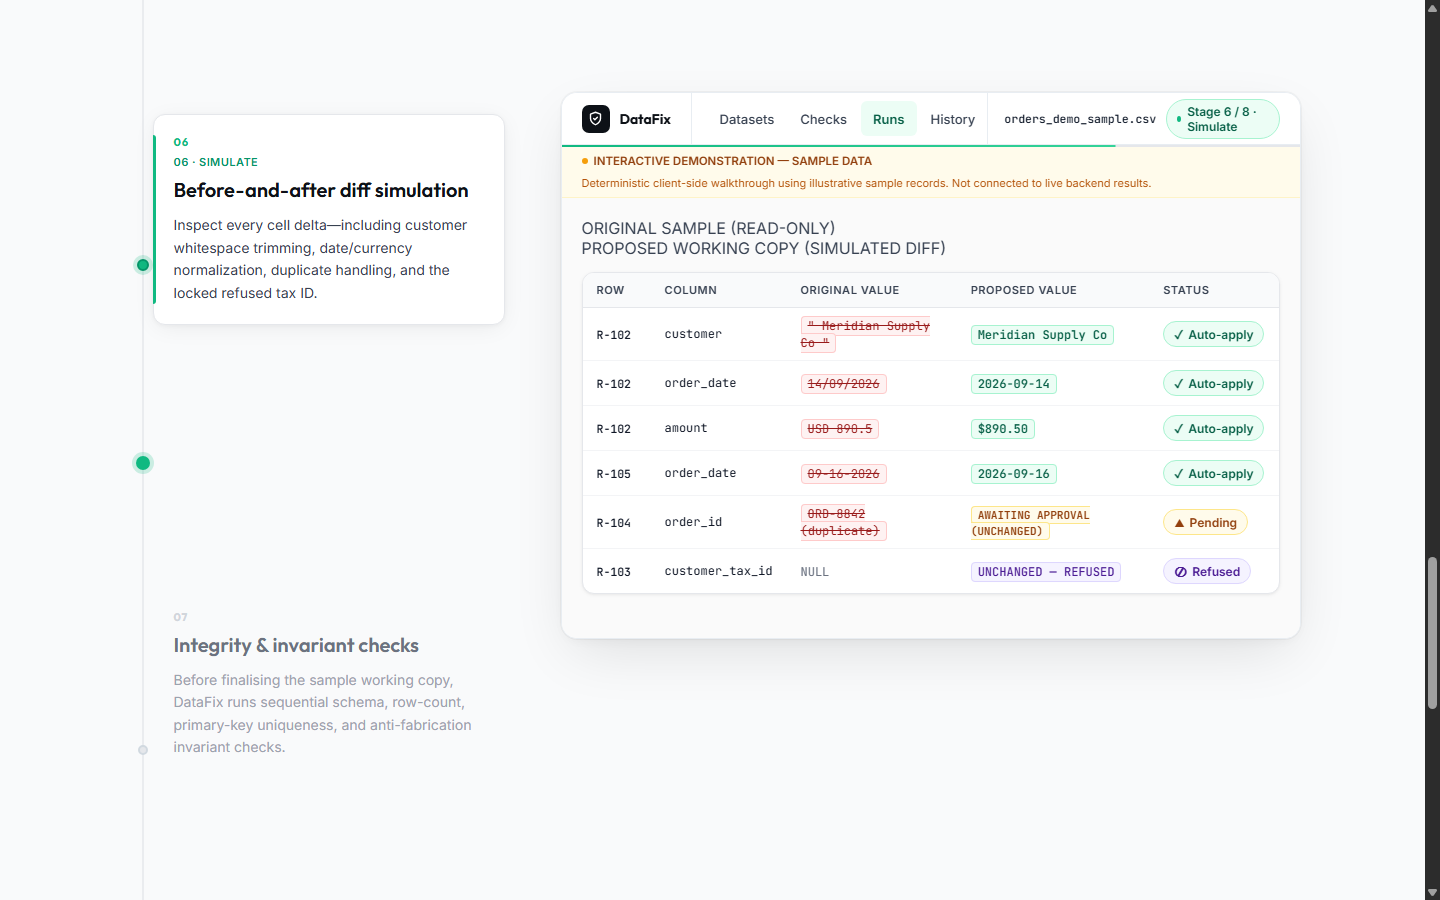 06
06 · SIMULATE
Before-and-after diff simulation
Inspect every cell delta—including customer
whitespace trimming, date/currency
normalization, duplicate handling, and the
locked refused tax ID.
07
Integrity & invariant checks
Before finalising the sample working copy,
DataFix runs sequential schema, row-count,
primary-key uniqueness, and anti-fabrication
invariant checks.
DataFix Datasets Checks Runs History orders_demo_sample.csv Stage 6 / 8 ·
Simulate
INTERACTIVE DEMONSTRATION — SAMPLE DATA
Deterministic client-side walkthrough using illustrative sample records. Not connected to live backend results.
ORIGINAL SAMPLE (READ-ONLY)
PROPOSED WORKING COPY (SIMULATED DIFF)
ROW COLUMN ORIGINAL VALUE PROPOSED VALUE STATUS
R-102 customer " Meridian Supply
Co " Meridian Supply Co ✓ Auto-apply
R-102 order_date 14/09/2026 2026-09-14 ✓ Auto-apply
R-102 amount USD 890.5 $890.50 ✓ Auto-apply
R-105 order_date 09-16-2026 2026-09-16 ✓ Auto-apply
R-104 order_id ORD-8842
(duplicate) AWAITING APPROVAL
(UNCHANGED) ▲ Pending
R-103 customer_tax_id NULL UNCHANGED — REFUSED Refused